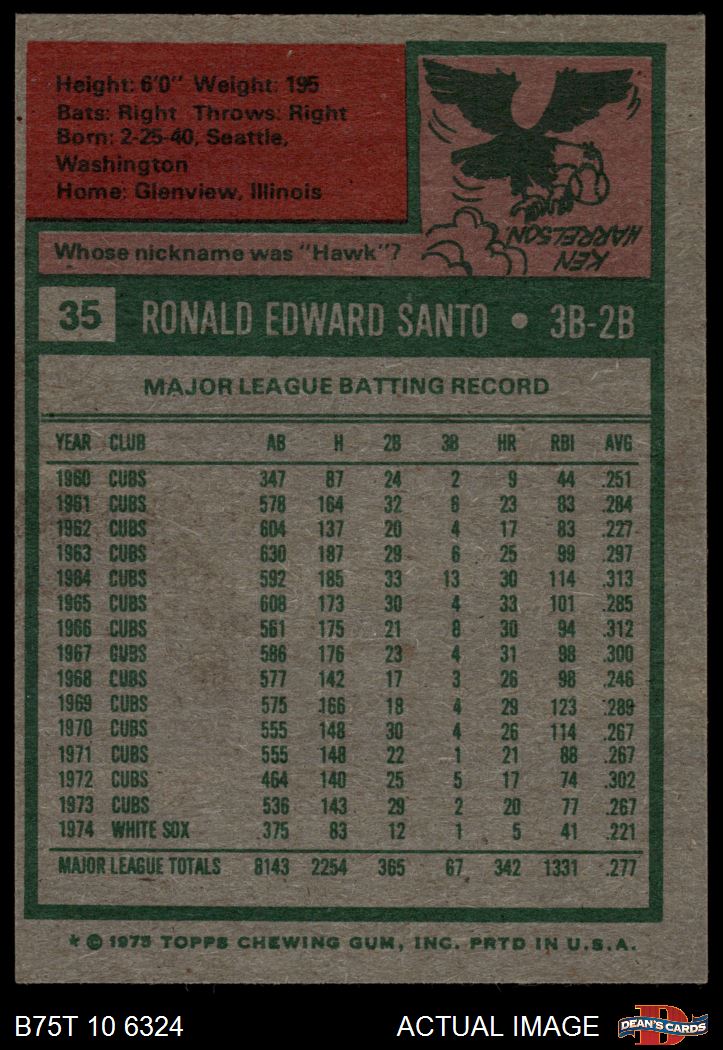 Height: 6'0" Weight: 195
Bats: Right Throws: Right
Born: 2-25-40, Seattle,
Washington
Home: Glenview, Illinois
Whose nickname was "Hawk"?
KEN
HARRELSON
35 RONALD EDWARD SANTO • 3B-2B
MAJOR LEAGUE BATTING RECORD
YEAR CLUB AB H 2B 3B HR RBI AVG
1960 CUBS 347 87 24 2 9 44 .251
1961 CUBS 578 164 32 6 23 83 .284
1962 CUBS 604 137 20 4 17 83 .227
1963 CUBS 630 187 29 6 25 99 .297
1964 CUBS 592 185 33 13 30 114 .313
1965 CUBS 608 173 30 4 33 101 .285
1966 CUBS 561 175 21 8 30 94 .312
1967 CUBS 586 176 23 4 31 98 .300
1968 CUBS 577 142 17 3 26 98 .246
1969 CUBS 575 166 18 4 29 123 .289
1970 CUBS 555 148 30 4 26 114 .267
1971 CUBS 555 148 22 1 21 88 .267
1972 CUBS 464 140 25 5 17 74 .302
1973 CUBS 536 143 29 2 20 77 .267
1974 WHITE SOX 375 83 12 1 5 41 .221
MAJOR LEAGUE TOTALS 8143 2254 365 67 342 1331 .277
* © 1975 TOPPS CHEWING GUM, INC. PRTD IN U.S.A.
B75T 10 6324 ACTUAL IMAGE D DEAN'S CARDS